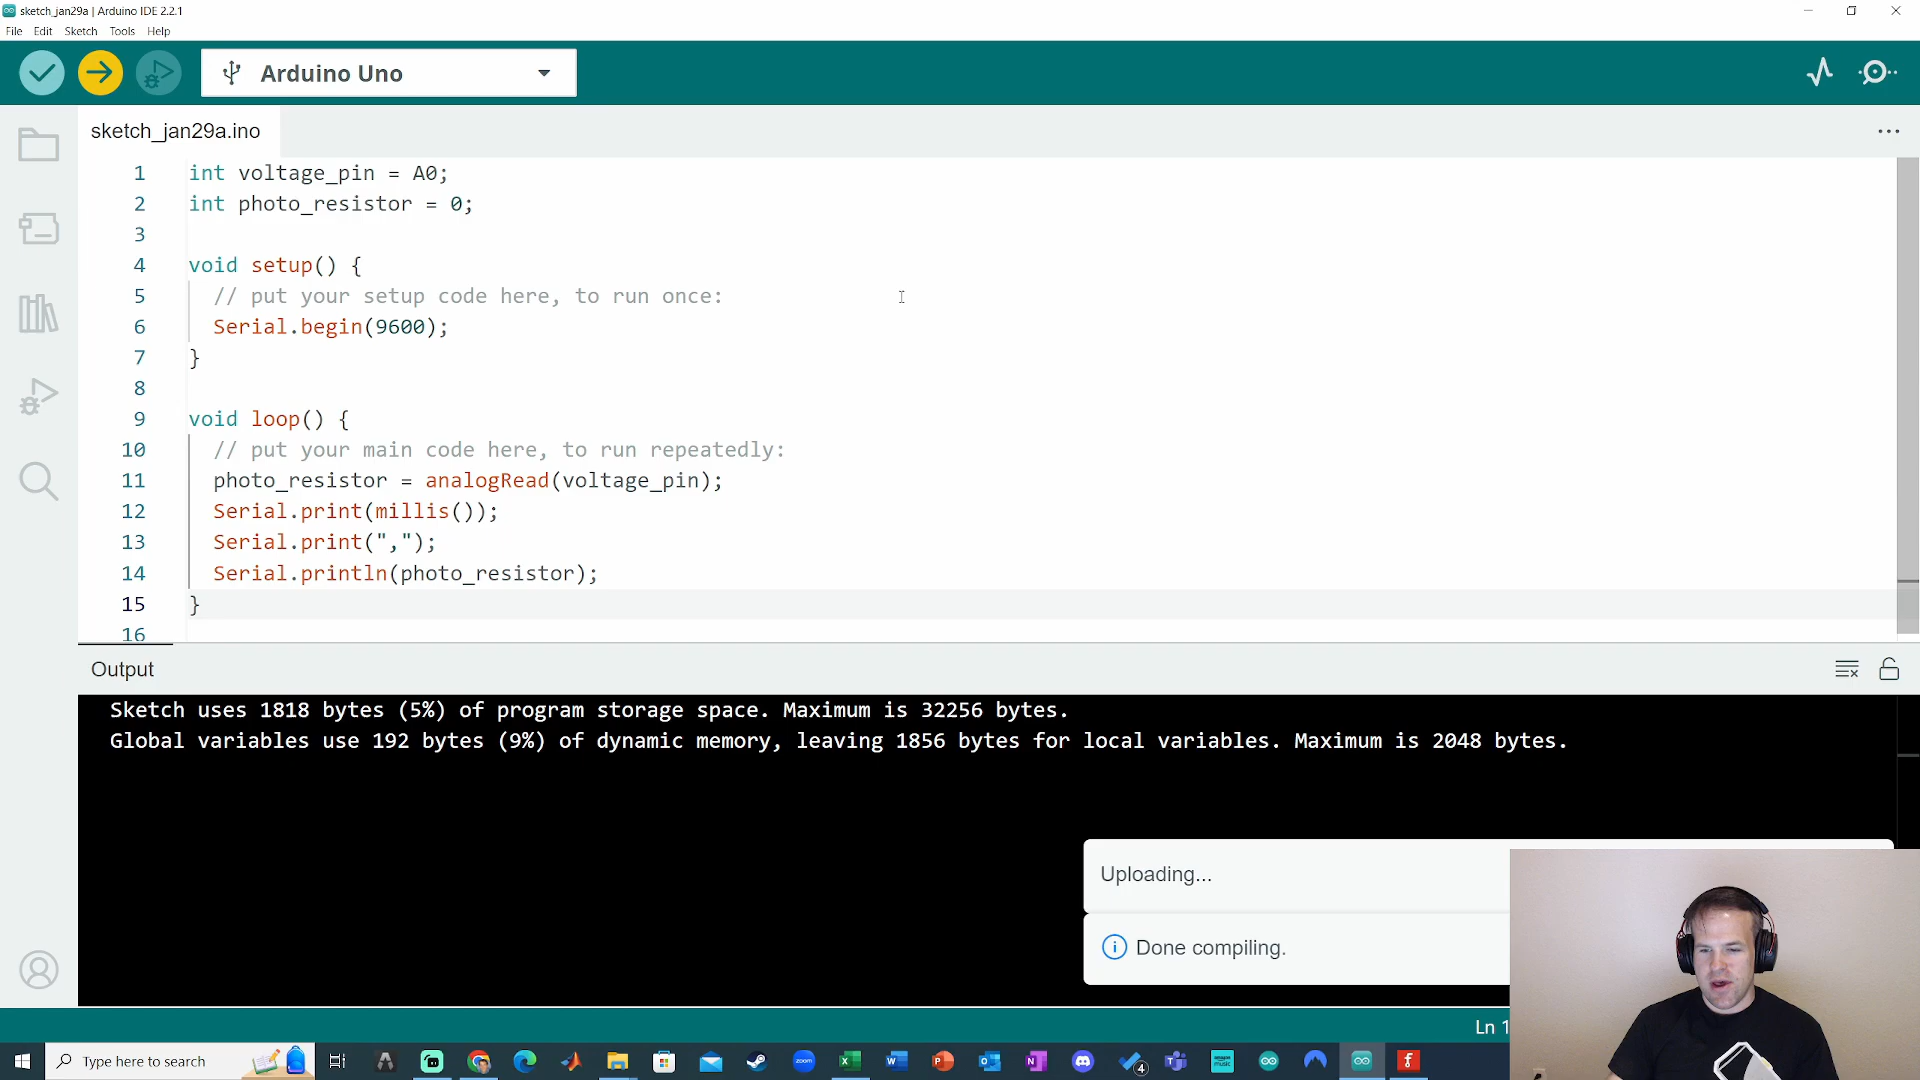 sketch_jan29a | Arduino IDE 2.2.1
File Edit Sketch Tools Help
Arduino Uno
sketch_jan29a.ino
1 int voltage_pin = A0;
2 int photo_resistor = 0;
3
4 void setup() {
5 // put your setup code here, to run once:
6 Serial.begin(9600);
7 }
8
9 void loop() {
10 // put your main code here, to run repeatedly:
11 photo_resistor = analogRead(voltage_pin);
12 Serial.print(millis());
13 Serial.print(",");
14 Serial.println(photo_resistor);
15 }
16
Output
Sketch uses 1818 bytes (5%) of program storage space. Maximum is 32256 bytes.
Global variables use 192 bytes (9%) of dynamic memory, leaving 1856 bytes for local variables. Maximum is 2048 bytes.
Uploading...
Done compiling.
Ln 1
Type here to search
zoom
4